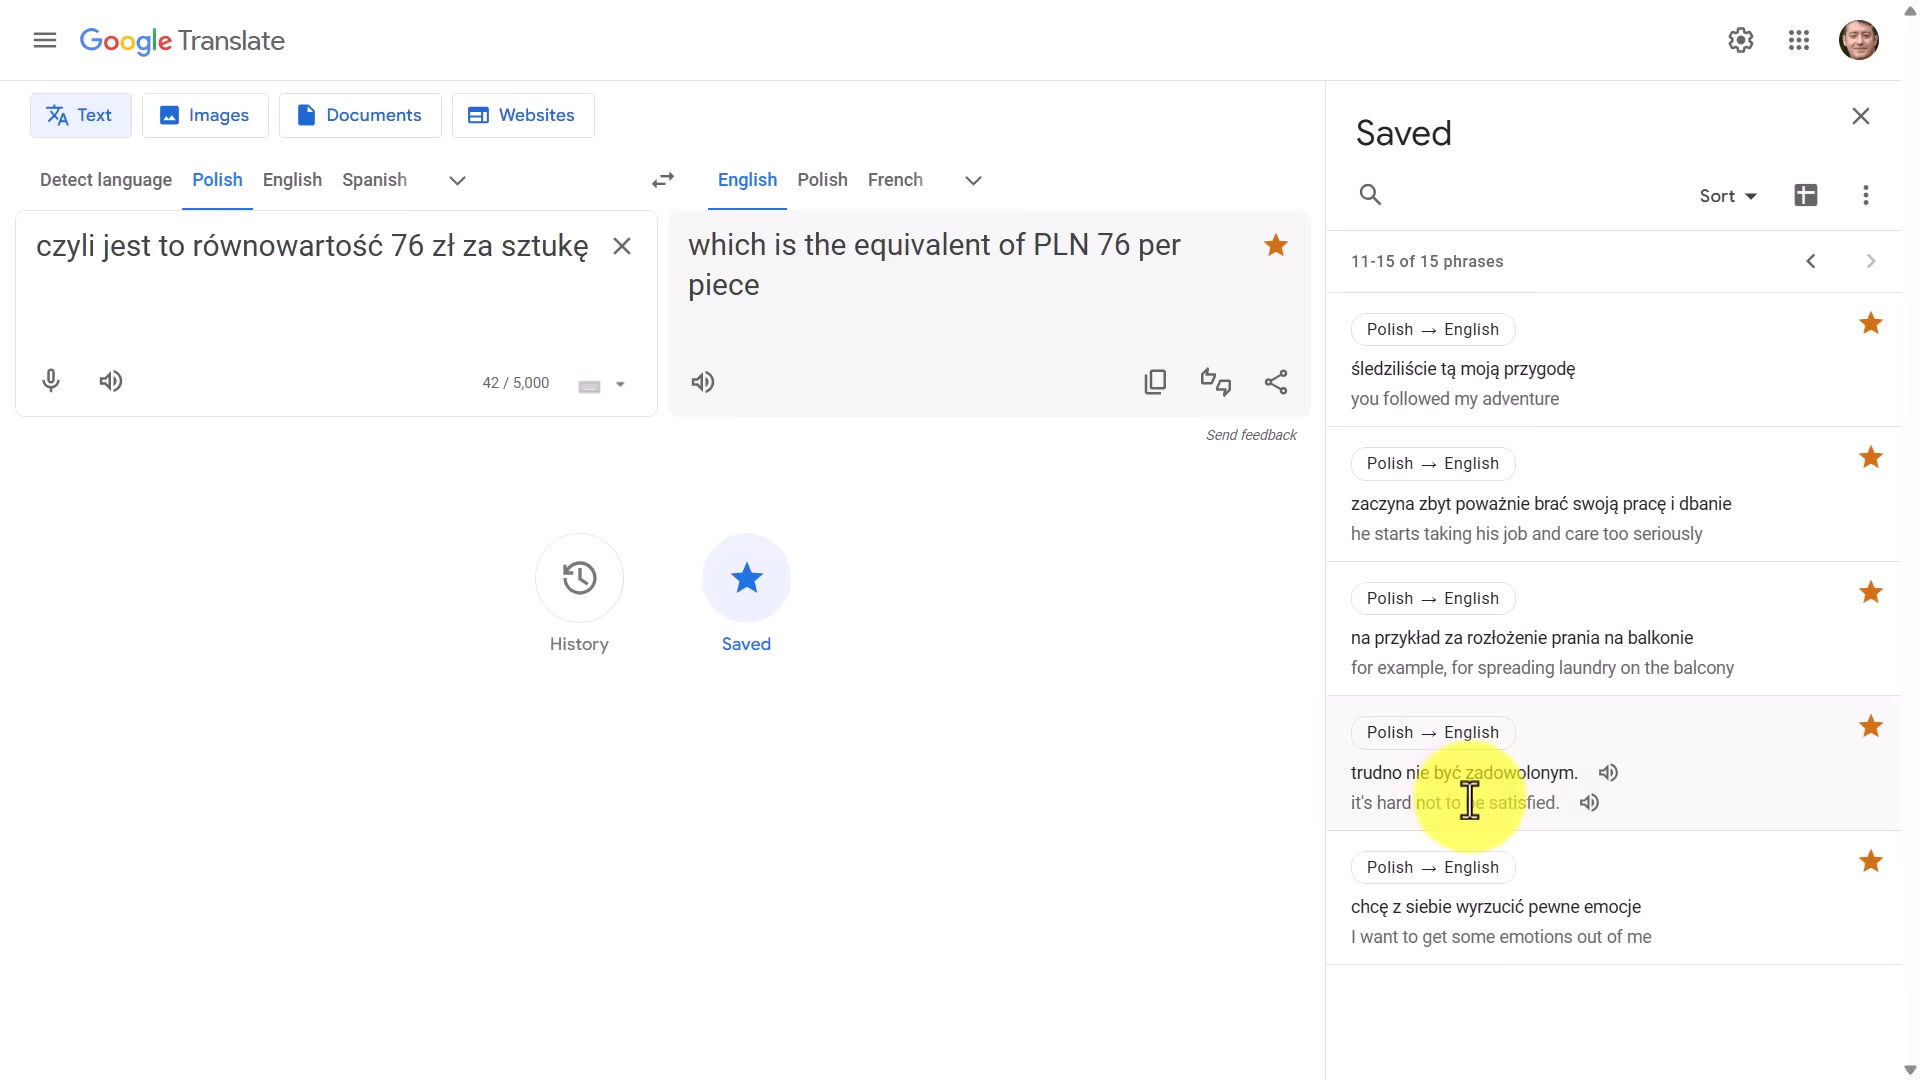 Google Translate
Text
Images
Documents
Websites
Detect language
Polish
English
Spanish
English
Polish
French
czyli jest to równowartość 76 zł za sztukę
42 / 5,000
which is the equivalent of PLN 76 per
piece
Send feedback
History
Saved
Saved
Sort
11-15 of 15 phrases
Polish → English
śledziliście tą moją przygodę
you followed my adventure
Polish → English
zaczyna zbyt poważnie brać swoją pracę i dbanie
he starts taking his job and care too seriously
Polish → English
na przykład za rozłożenie prania na balkonie
for example, for spreading laundry on the balcony
Polish → English
trudno nie być zadowolonym.
it's hard not to be satisfied.
Polish → English
chcę z siebie wyrzucić pewne emocje
I want to get some emotions out of me